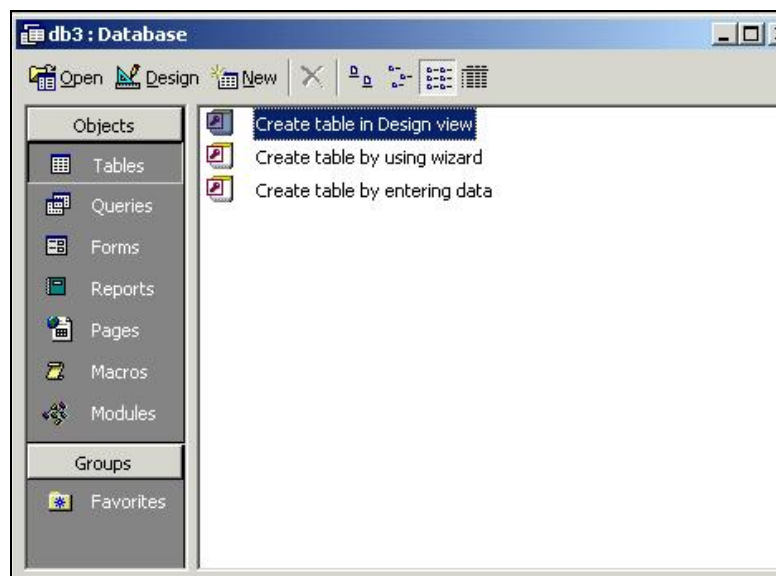 db3 : Database
Open Design New
Objects
Tables
Queries
Forms
Reports
Pages
Macros
Modules
Groups
Favorites
Create table in Design view
Create table by using wizard
Create table by entering data